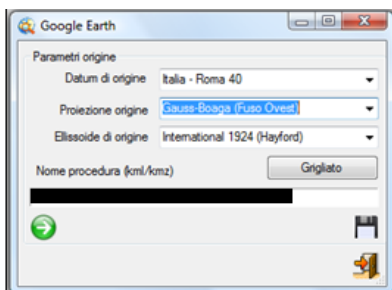 Google Earth
Parametri origine
Datum di origine Italia - Roma 40
Proiezione origine Gauss-Boaga (Fuso Ovest)
Ellissoide di origine International 1924 (Hayford)
Nome procedura (kml/kmz) Grigliato